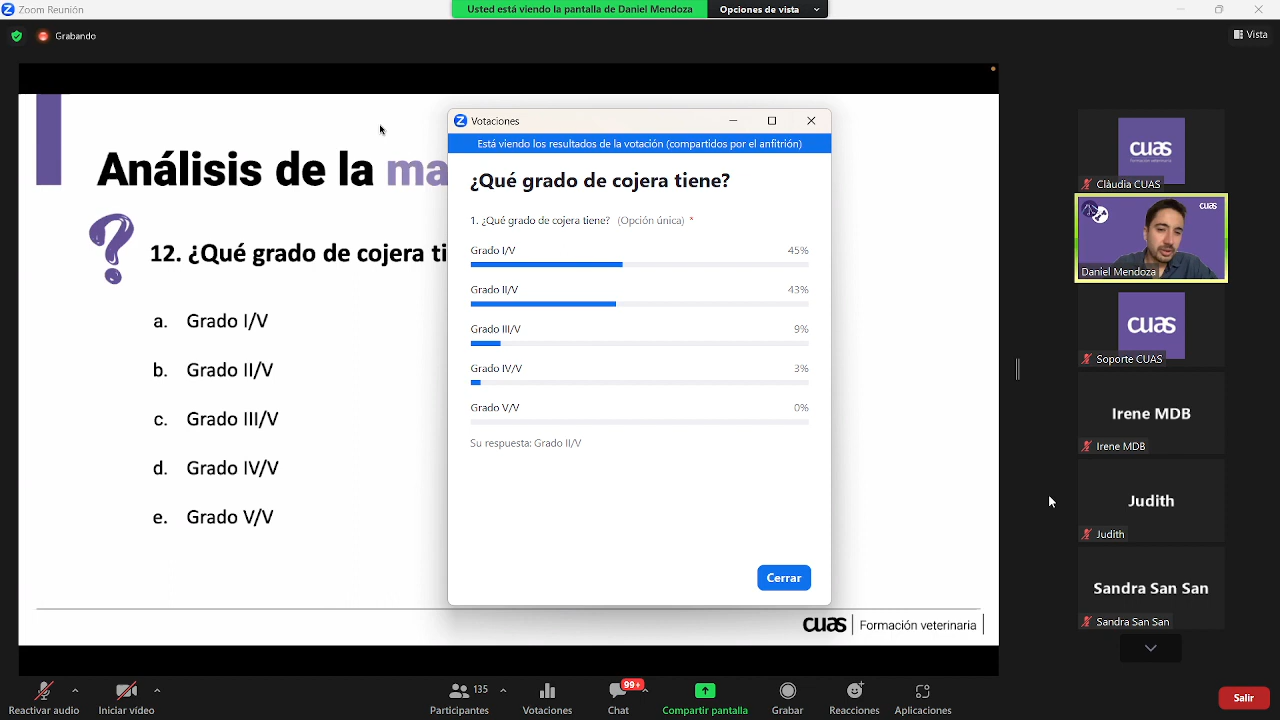 Zoom Reunión
Usted está viendo la pantalla de Daniel Mendoza
Opciones de vista
Grabando
Vista
Análisis de la ma
12. ¿Qué grado de cojera ti
a. Grado I/V
b. Grado II/V
c. Grado III/V
d. Grado IV/V
e. Grado V/V
Votaciones
Está viendo los resultados de la votación (compartidos por el anfitrión)
¿Qué grado de cojera tiene?
1. ¿Qué grado de cojera tiene? (Opción única) *
Grado I/V 45%
Grado II/V 43%
Grado III/V 9%
Grado IV/V 3%
Grado V/V 0%
Su respuesta: Grado II/V
Cerrar
cuas Formación veterinaria
cuas
Formación veterinaria
Clàudia CUAS
cuas
Daniel Mendoza
cuas
Soporte CUAS
Irene MDB
Irene MDB
Judith
Judith
Sandra San San
Sandra San San
Reactivar audio
Iniciar vídeo
135
Participantes
Votaciones
99+
Chat
Compartir pantalla
Grabar
Reacciones
Aplicaciones
Salir